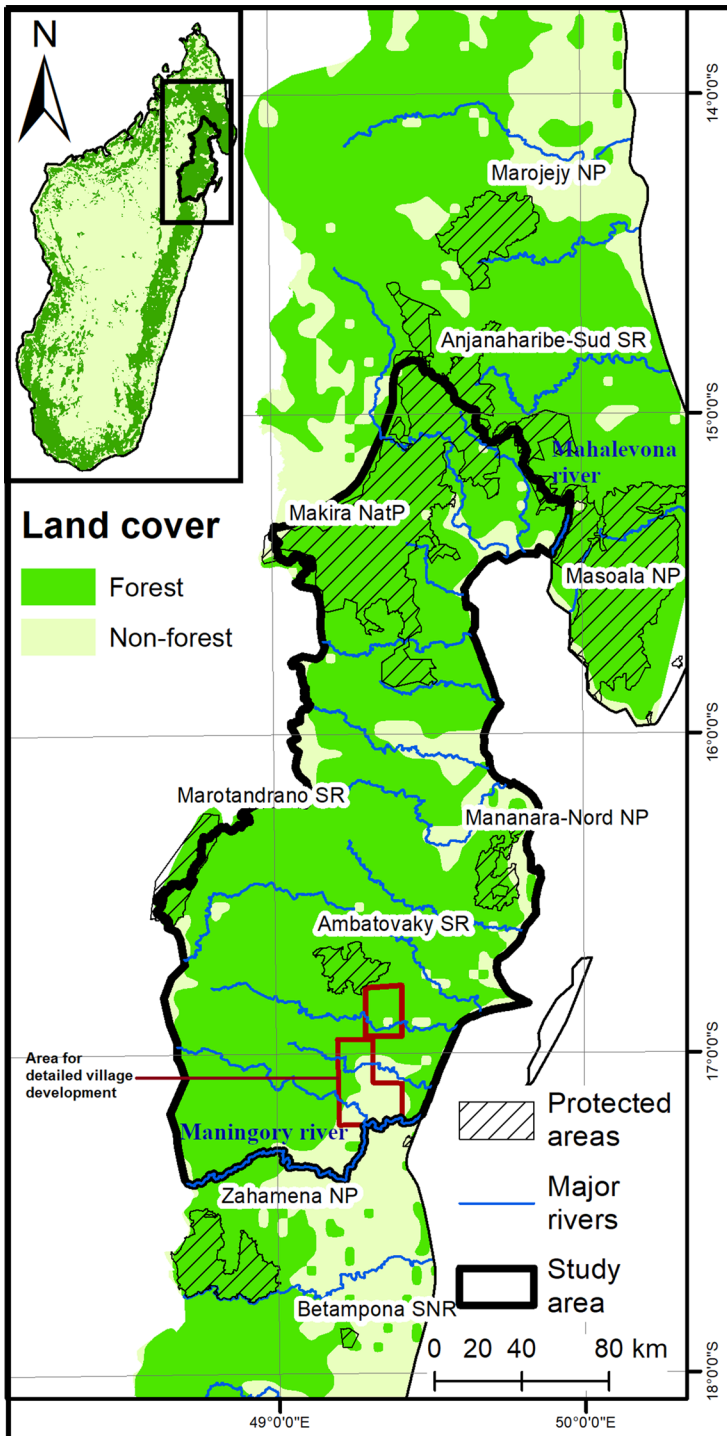 N
14°0'0"S
Marojejy NP
Anjanaharibe-Sud SR
15°0'0"S
Mahalevona
river
Makira NatP
Land cover
Forest
Non-forest
Masoala NP
16°0'0"S
Marotandrano SR
Mananara-Nord NP
Ambatovaky SR
17°0'0"S
Area for
detailed village
development
Maningory river
Protected
areas
Zahamena NP
Major
rivers
Study
area
Betampona SNR
0 20 40 80 km
18°0'0"S
49°0'0"E
50°0'0"E